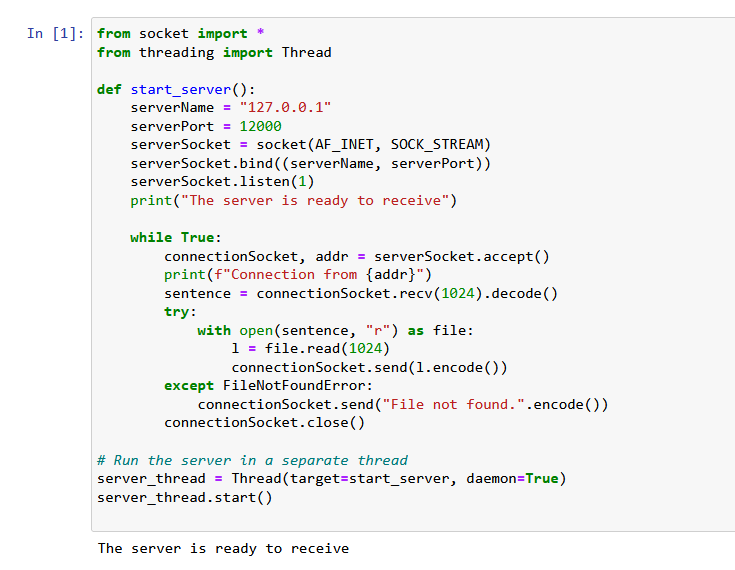 In [1]: from socket import *
from threading import Thread

def start_server():
    serverName = "127.0.0.1"
    serverPort = 12000
    serverSocket = socket(AF_INET, SOCK_STREAM)
    serverSocket.bind((serverName, serverPort))
    serverSocket.listen(1)
    print("The server is ready to receive")

    while True:
        connectionSocket, addr = serverSocket.accept()
        print(f"Connection from {addr}")
        sentence = connectionSocket.recv(1024).decode()
        try:
            with open(sentence, "r") as file:
                l = file.read(1024)
                connectionSocket.send(l.encode())
        except FileNotFoundError:
            connectionSocket.send("File not found.".encode())
        connectionSocket.close()

# Run the server in a separate thread
server_thread = Thread(target=start_server, daemon=True)
server_thread.start()

The server is ready to receive